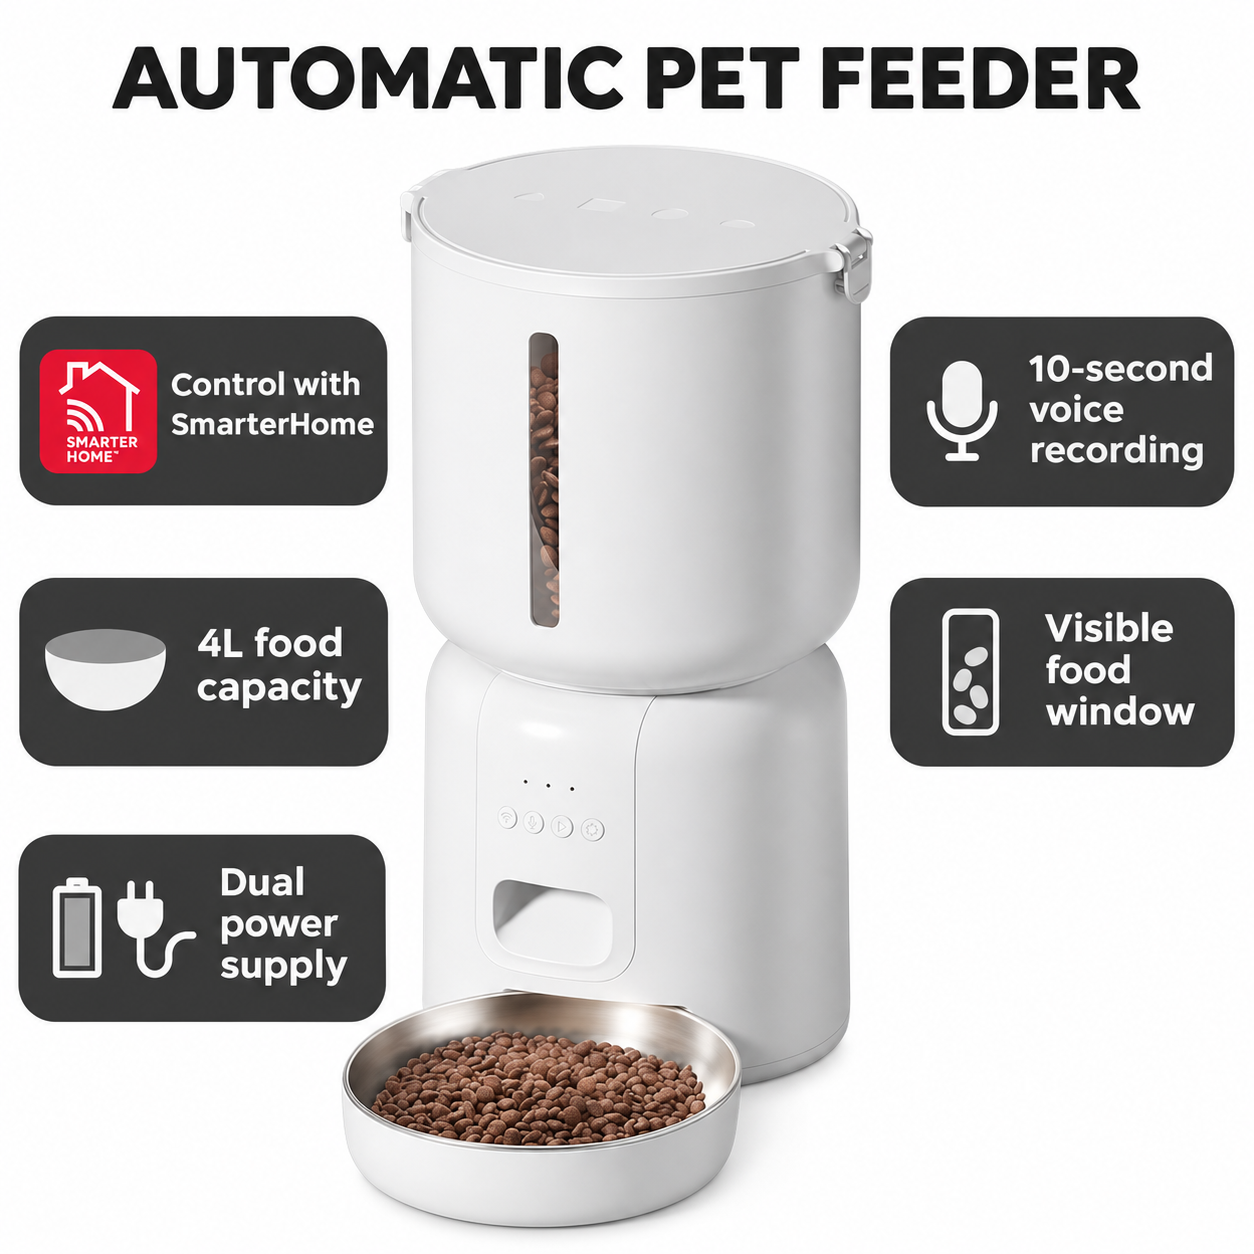 AUTOMATIC PET FEEDER
SMARTER
HOME™
Control with
SmarterHome
4L food
capacity
Dual
power
supply
10-second
voice
recording
Visible
food
window